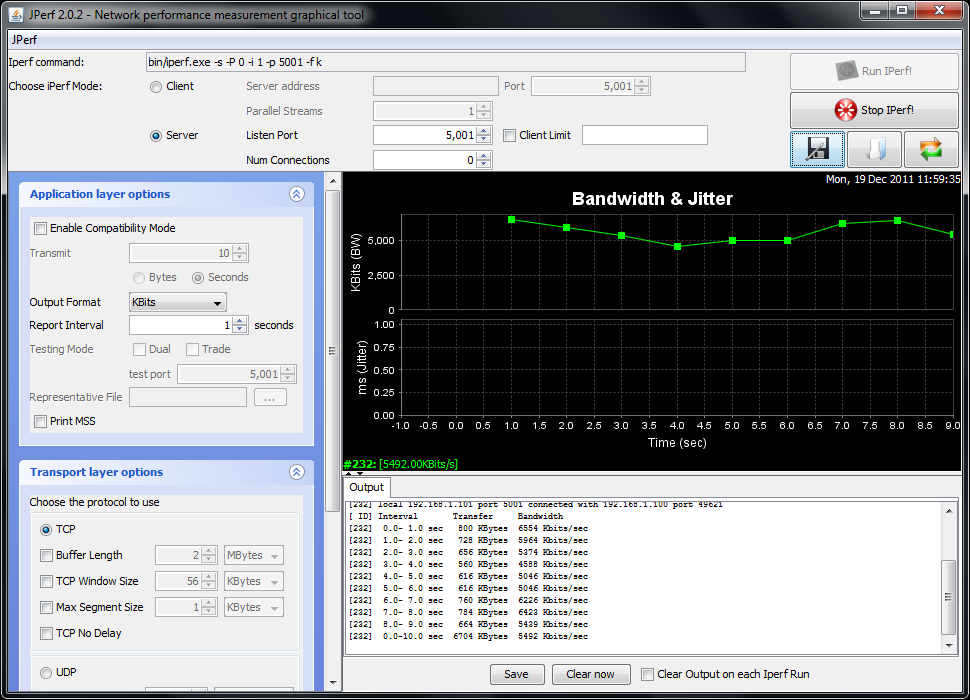 JPerf 2.0.2 - Network performance measurement graphical tool
JPerf
Iperf command: bin/iperf.exe -s -P 0 -i 1 -p 5001 -f k
Choose iPerf Mode: Client Server address Port 5,001
Parallel Streams 1
Server Listen Port 5,001 Client Limit
Num Connections 0
Run IPerf!
Stop IPerf!
Application layer options
Enable Compatibility Mode
Transmit 10
Bytes Seconds
Output Format KBits
Report Interval 1 seconds
Testing Mode Dual Trade
test port 5,001
Representative File ...
Print MSS
Transport layer options
Choose the protocol to use
TCP
Buffer Length 2 MBytes
TCP Window Size 56 KBytes
Max Segment Size 1 KBytes
TCP No Delay
UDP
Mon, 19 Dec 2011 11:59:35
Bandwidth & Jitter
KBits (BW)
5,000
2,500
0
ms (Jitter)
1.00
0.75
0.50
0.25
0.00
-1.0 -0.5 0.0 0.5 1.0 1.5 2.0 2.5 3.0 3.5 4.0 4.5 5.0 5.5 6.0 6.5 7.0 7.5 8.0 8.5 9.0
Time (sec)
#232: [5492.00KBits/s]
Output
[232] local 192.168.1.101 port 5001 connected with 192.168.1.100 port 49621
[ ID] Interval Transfer Bandwidth
[232] 0.0- 1.0 sec 800 KBytes 6554 Kbits/sec
[232] 1.0- 2.0 sec 728 KBytes 5964 Kbits/sec
[232] 2.0- 3.0 sec 656 KBytes 5374 Kbits/sec
[232] 3.0- 4.0 sec 560 KBytes 4588 Kbits/sec
[232] 4.0- 5.0 sec 616 KBytes 5046 Kbits/sec
[232] 5.0- 6.0 sec 616 KBytes 5046 Kbits/sec
[232] 6.0- 7.0 sec 760 KBytes 6226 Kbits/sec
[232] 7.0- 8.0 sec 784 KBytes 6423 Kbits/sec
[232] 8.0- 9.0 sec 664 KBytes 5439 Kbits/sec
[232] 0.0-10.0 sec 6704 KBytes 5492 Kbits/sec
Save Clear now Clear Output on each Iperf Run